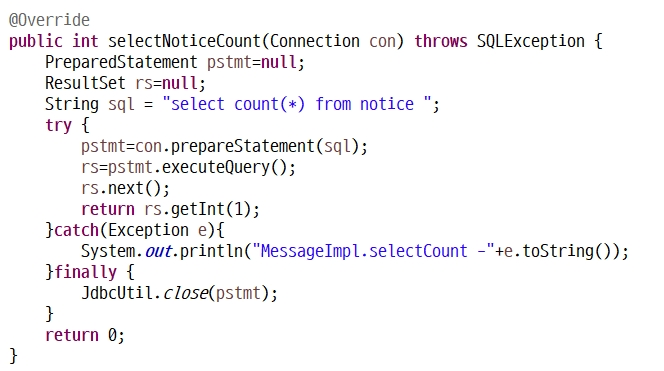 @Override
public int selectNoticeCount(Connection con) throws SQLException {
    PreparedStatement pstmt=null;
    ResultSet rs=null;
    String sql = "select count(*) from notice ";
    try {
        pstmt=con.prepareStatement(sql);
        rs=pstmt.executeQuery();
        rs.next();
        return rs.getInt(1);
    }catch(Exception e){
        System.out.println("MessageImpl.selectCount -"+e.toString());
    }finally {
        JdbcUtil.close(pstmt);
    }
    return 0;
}